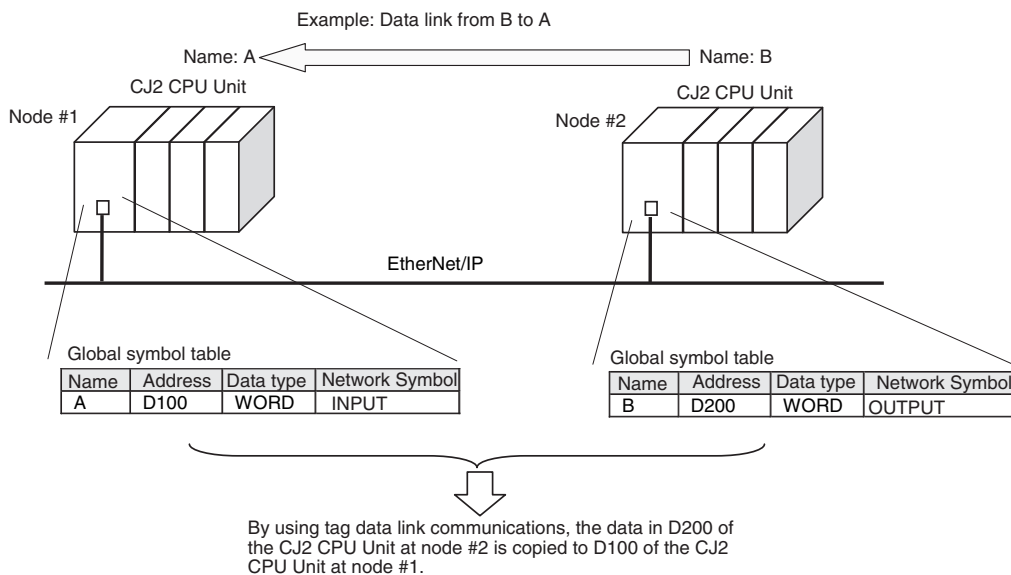 Example: Data link from B to A
Name: A
Name: B
CJ2 CPU Unit
CJ2 CPU Unit
Node #1
Node #2
EtherNet/IP
Global symbol table
Name Address Data type Network Symbol
A D100 WORD INPUT
Global symbol table
Name Address Data type Network Symbol
B D200 WORD OUTPUT
By using tag data link communications, the data in D200 of
the CJ2 CPU Unit at node #2 is copied to D100 of the CJ2
CPU Unit at node #1.